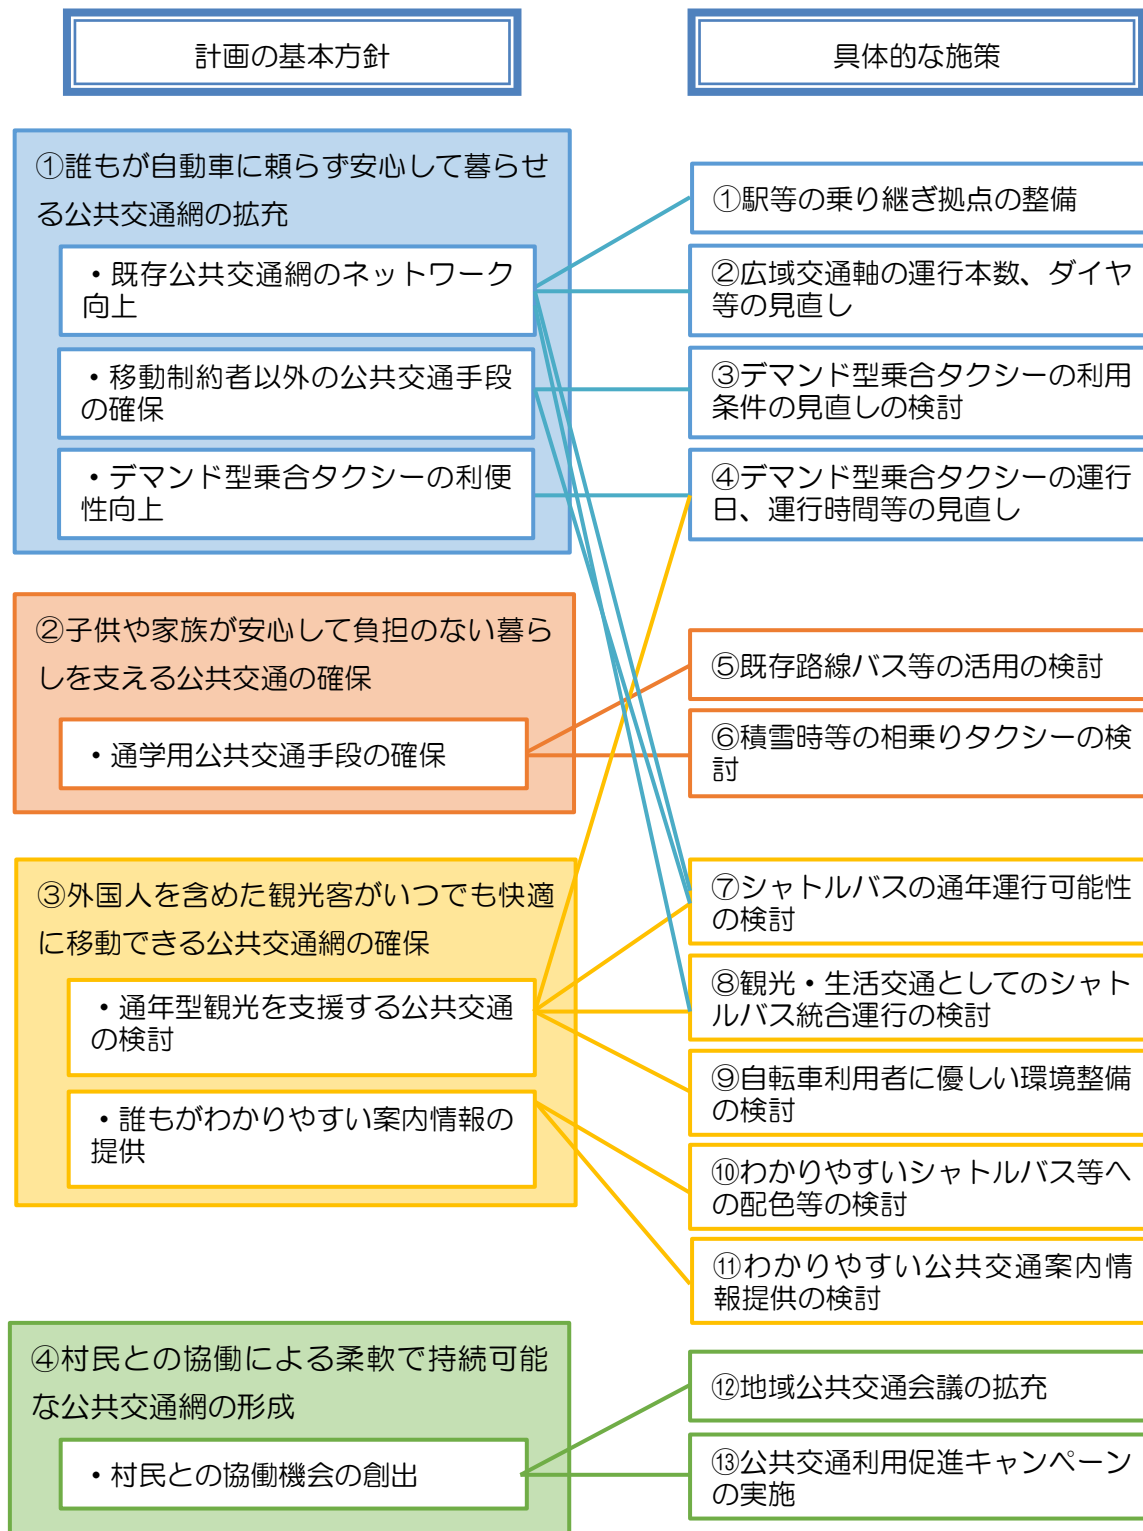 計画の基本方針
具体的な施策
①誰もが自動車に頼らず安心して暮らせ
る公共交通網の拡充
・既存公共交通網のネットワーク
向上
・移動制約者以外の公共交通手段
の確保
・デマンド型乗合タクシーの利便
性向上
①駅等の乗り継ぎ拠点の整備
②広域交通軸の運行本数、ダイヤ
等の見直し
③デマンド型乗合タクシーの利用
条件の見直しの検討
④デマンド型乗合タクシーの運行
日、運行時間等の見直し
②子供や家族が安心して負担のない暮ら
しを支える公共交通の確保
・通学用公共交通手段の確保
⑤既存路線バス等の活用の検討
⑥積雪時等の相乗りタクシーの検
討
③外国人を含めた観光客がいつでも快適
に移動できる公共交通網の確保
・通年型観光を支援する公共交通
の検討
・誰もがわかりやすい案内情報の
提供
⑦シャトルバスの通年運行可能性
の検討
⑧観光・生活交通としてのシャト
ルバス統合運行の検討
⑨自転車利用者に優しい環境整備
の検討
⑩わかりやすいシャトルバス等へ
の配色等の検討
⑪わかりやすい公共交通案内情
報提供の検討
④村民との協働による柔軟で持続可能
な公共交通網の形成
・村民との協働機会の創出
⑫地域公共交通会議の拡充
⑬公共交通利用促進キャンペーン
の実施